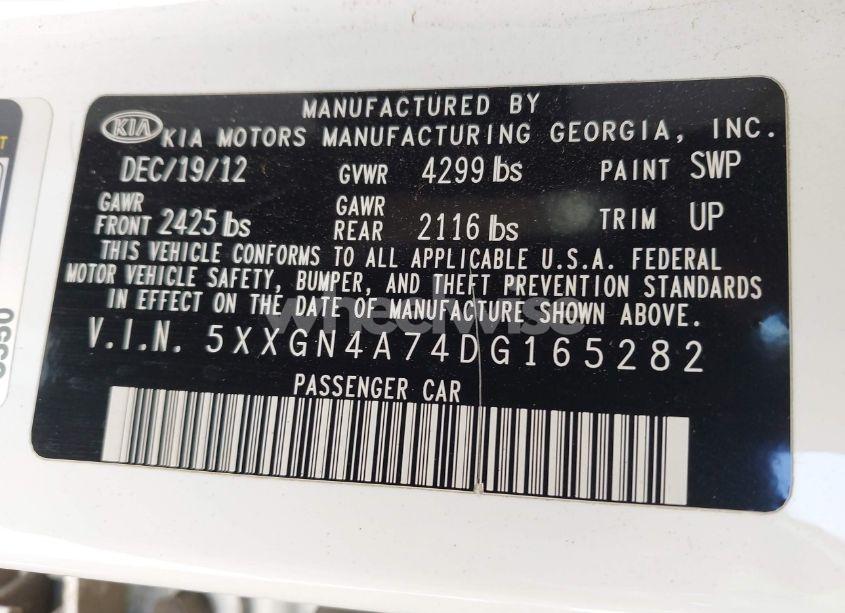 MANUFACTURED BY
KIA KIA MOTORS MANUFACTURING GEORGIA, INC.
DEC/19/12 GVWR 4299 lbs PAINT SWP
GAWR FRONT 2425 lbs GAWR REAR 2116 lbs TRIM UP
THIS VEHICLE CONFORMS TO ALL APPLICABLE U.S.A. FEDERAL
MOTOR VEHICLE SAFETY, BUMPER, AND THEFT PREVENTION STANDARDS
IN EFFECT ON THE DATE OF MANUFACTURE SHOWN ABOVE.
wheelwise
V.I.N. 5XXGN4A74DG165282
PASSENGER CAR